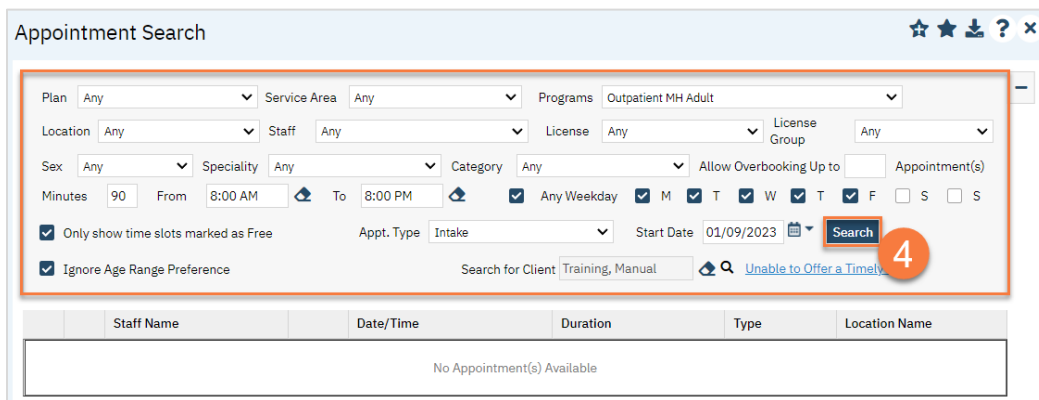 Appointment Search
Plan Any Service Area Any Programs Outpatient MH Adult
Location Any Staff Any License Any License Group Any
Sex Any Speciality Any Category Any Allow Overbooking Up to Appointment(s)
Minutes 90 From 8:00 AM To 8:00 PM Any Weekday M T W T F S S
Only show time slots marked as Free Appt. Type Intake Start Date 01/09/2023 Search
4
Ignore Age Range Preference Search for Client Training, Manual Unable to Offer a Timely
Staff Name Date/Time Duration Type Location Name
No Appointment(s) Available